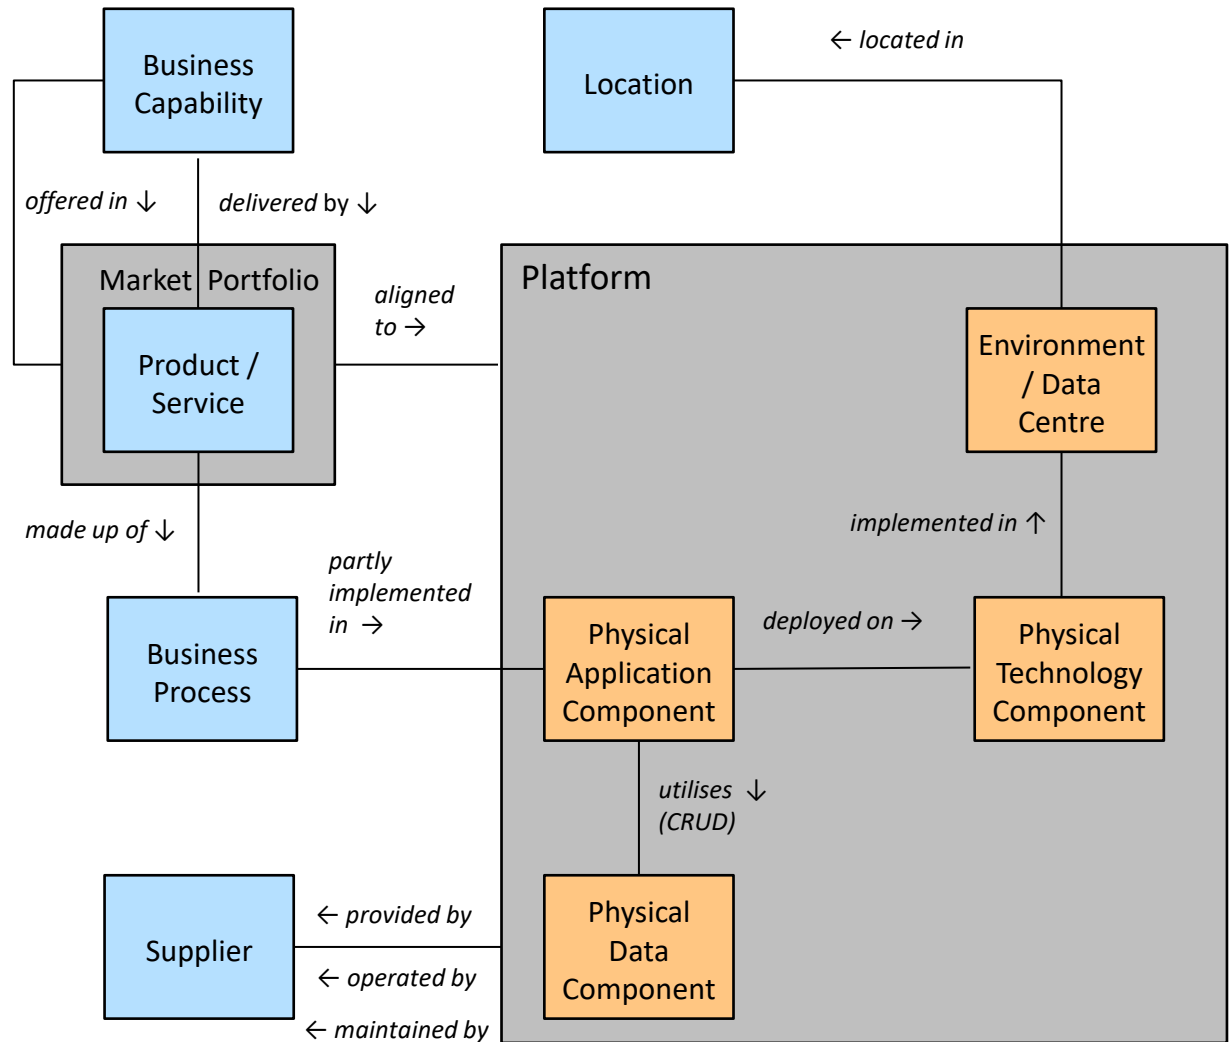 Business
Capability
Location
← located in
offered in ↓
delivered by ↓
Market Portfolio
Product /
Service
aligned
to →
Platform
Environment
/ Data
Centre
made up of ↓
implemented in ↑
partly
implemented
in →
Business
Process
Physical
Application
Component
deployed on →
Physical
Technology
Component
utilises ↓
(CRUD)
Supplier
← provided by
← operated by
← maintained by
Physical
Data
Component